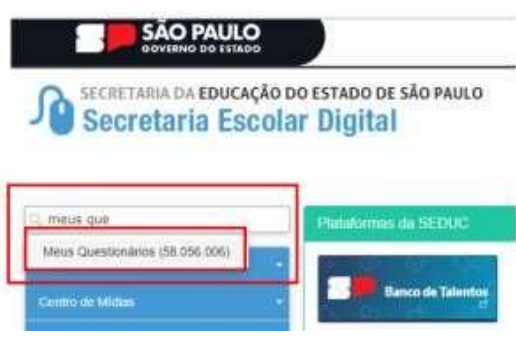 SÃO PAULO
GOVERNO DO ESTADO
SECRETARIA DA EDUCAÇÃO DO ESTADO DE SÃO PAULO
Secretaria Escolar Digital
meus que
Meus Questionários (58.056.006)
Centro de Mídias
Plataformas da SEDUC
Banco de Talentos